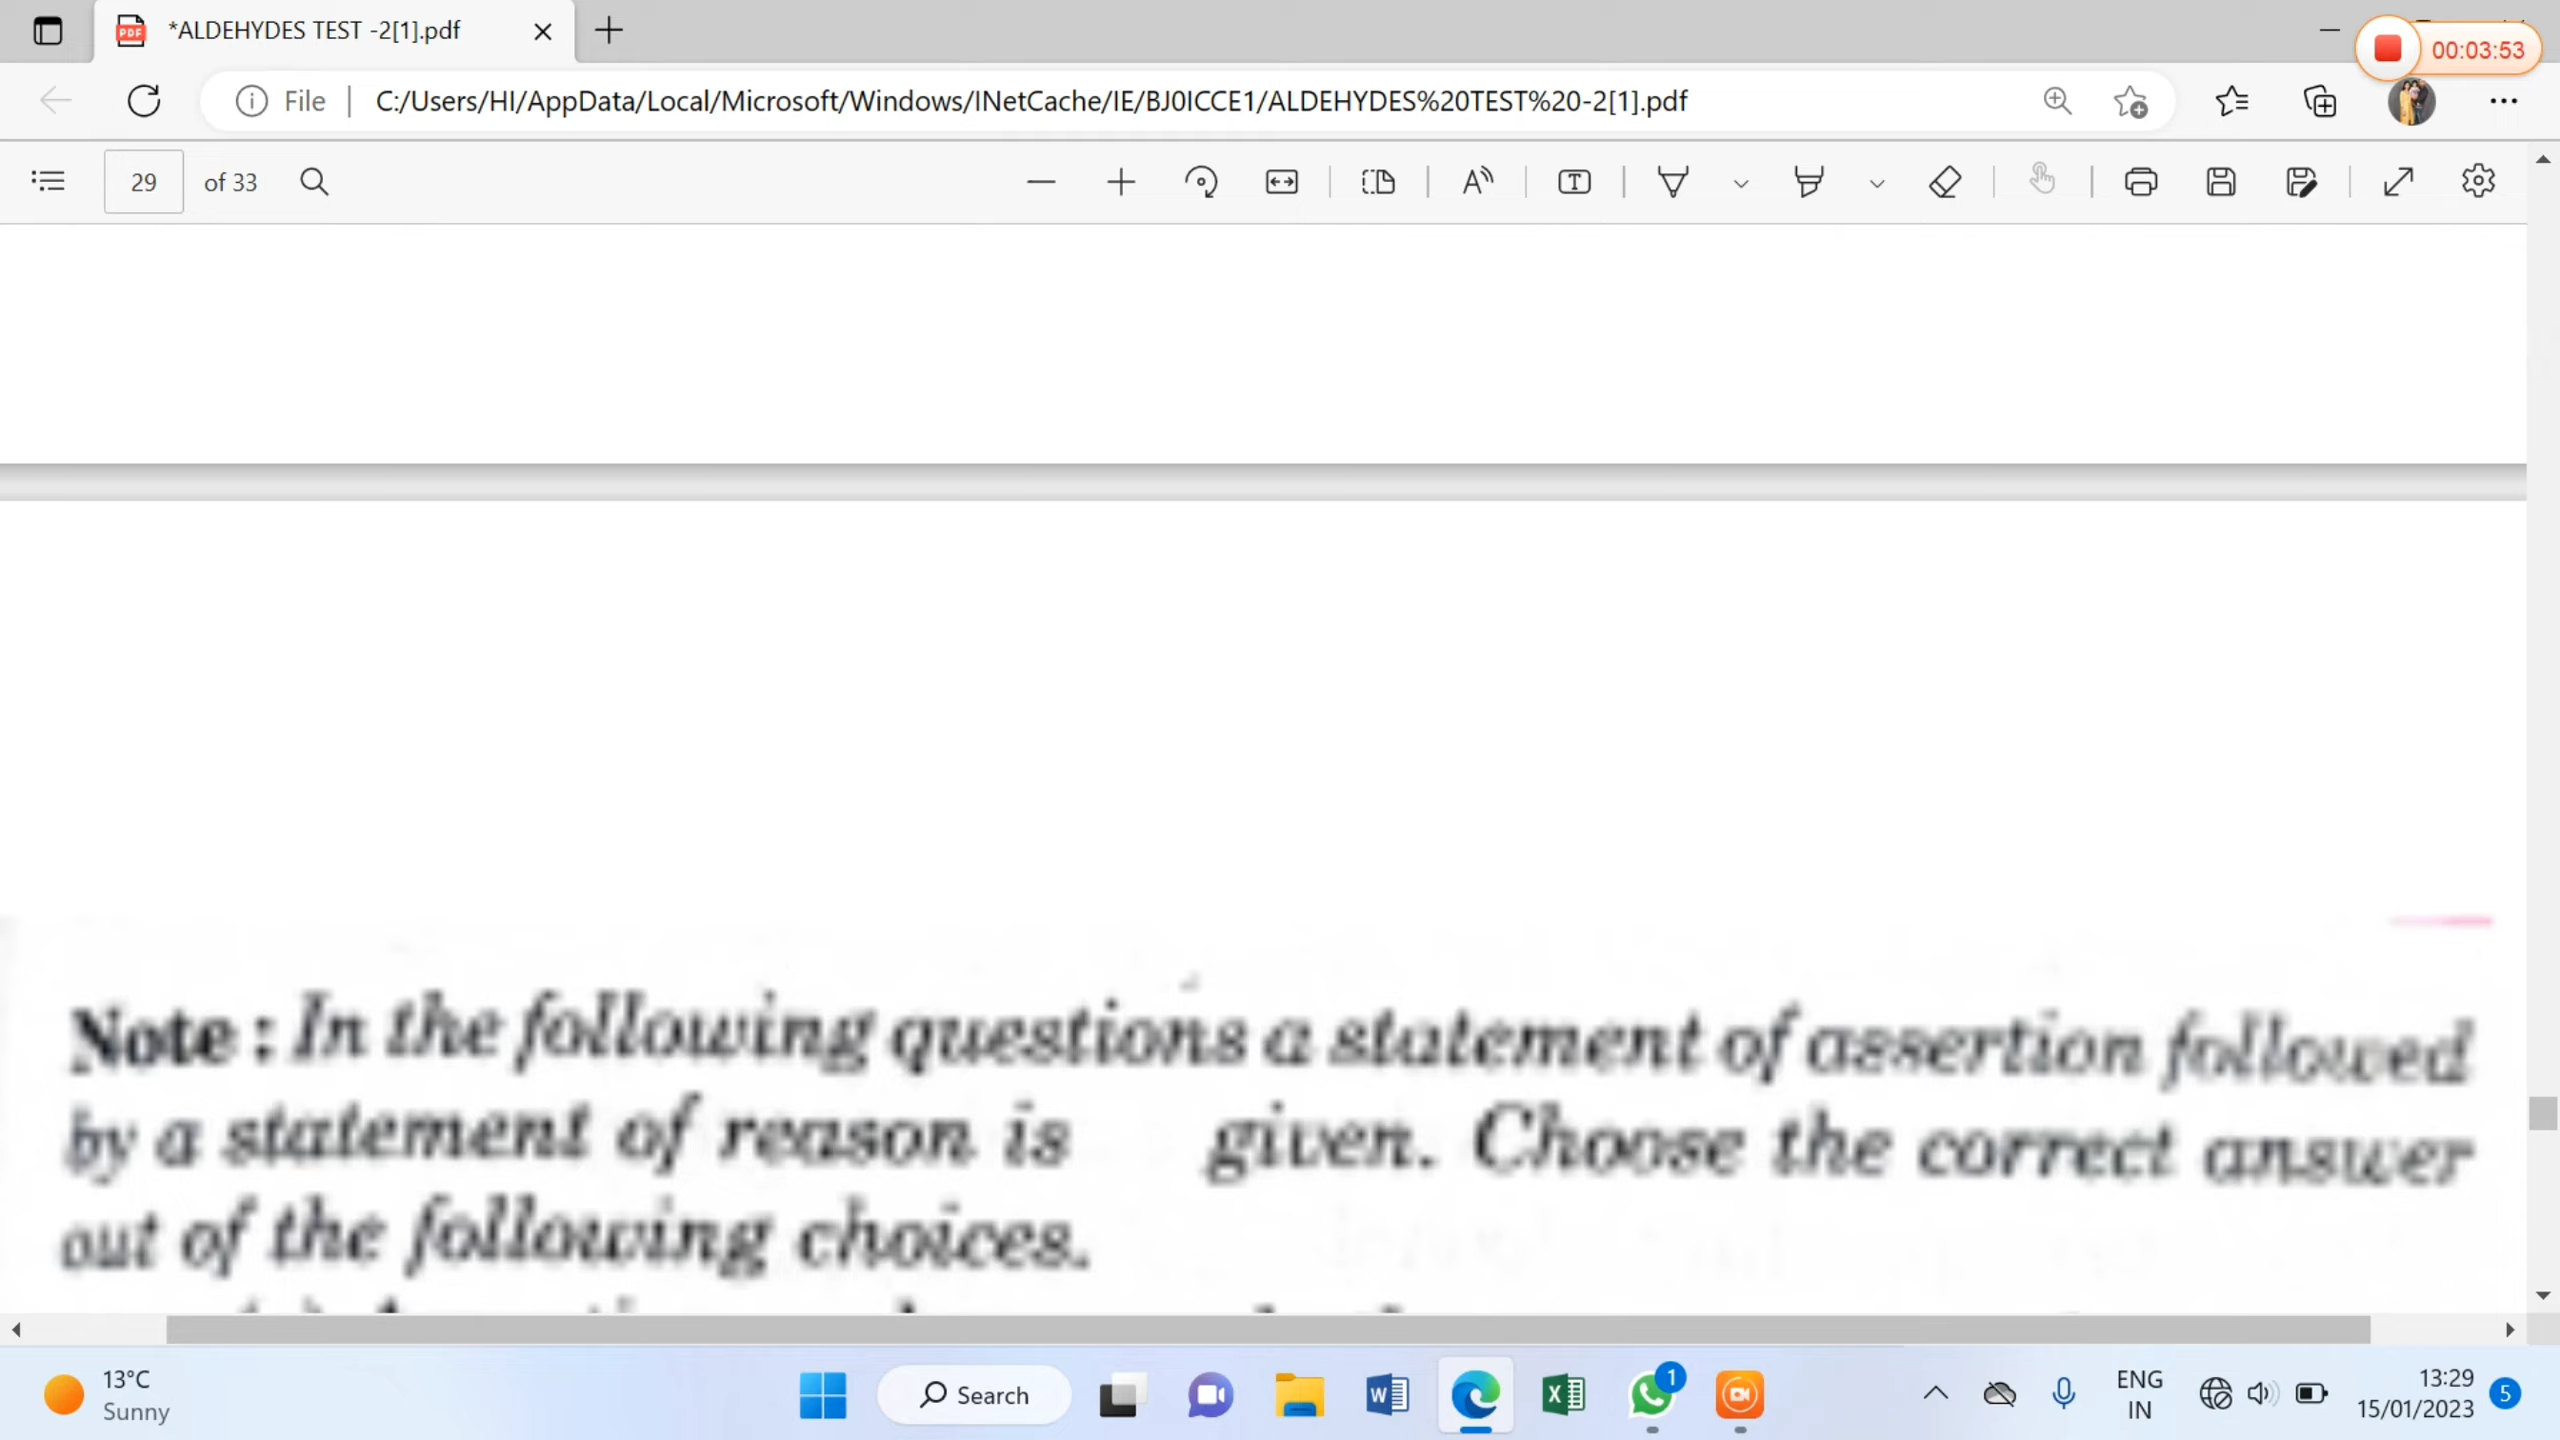 *ALDEHYDES TEST -2[1].pdf
00:03:53
File | C:/Users/HI/AppData/Local/Microsoft/Windows/INetCache/IE/BJ0ICCE1/ALDEHYDES%20TEST%20-2[1].pdf
29 of 33
Note : In the following questions a statement of assertion followed
by a statement of reason is given. Choose the correct answer
out of the following choices.
13°C
Sunny
Search
1
ENG
IN
13:29
15/01/2023
5